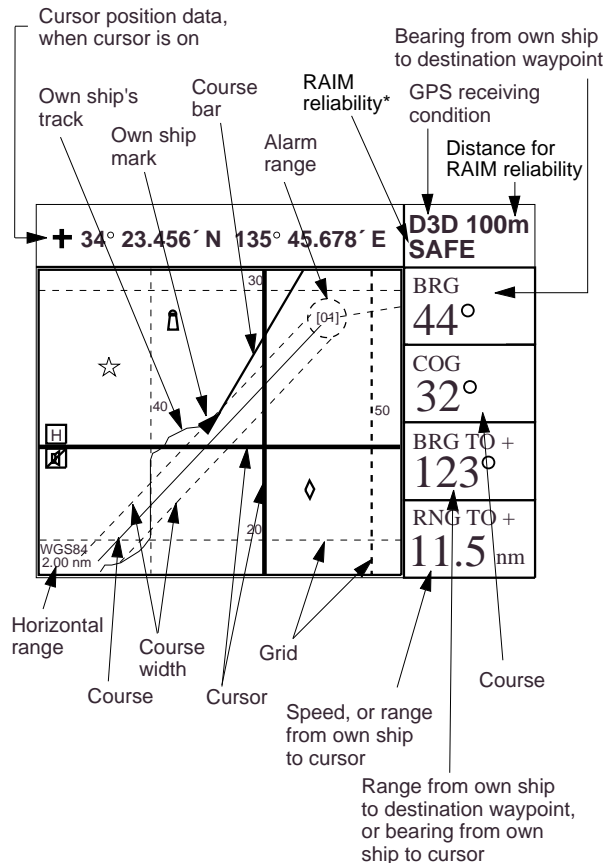 Cursor position data,
when cursor is on
Bearing from own ship
to destination waypoint
Own ship's
track
Course
bar
RAIM
reliability*
GPS receiving
condition
Own ship
mark
Alarm
range
Distance for
RAIM reliability
34° 23.456´ N 135° 45.678´ E
D3D 100m
SAFE
BRG
44°
COG
32°
BRG TO +
123°
RNG TO +
11.5 nm
30
[01]
40
50
H
20
WGS84
2.00 nm
Horizontal
range
Course
Course
width
Cursor
Grid
Speed, or range
from own ship
to cursor
Course
Range from own ship
to destination waypoint,
or bearing from own
ship to cursor